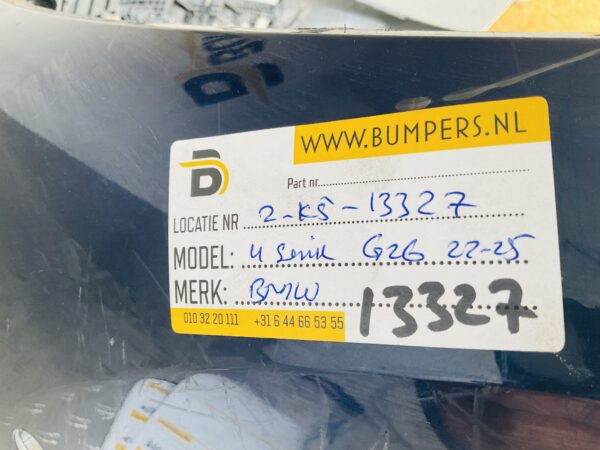 WWW.BUMPERS.NL
D
Part nr.
LOCATIE NR 2-K5-13327
MODEL: 4 Serie G26 22-25
MERK: BMW
13327
010 32 20 111 +31 6 44 66 53 55